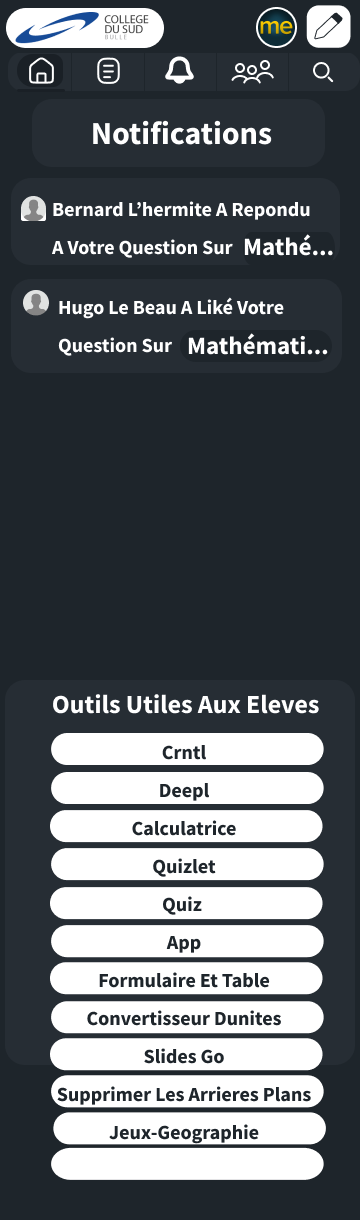 COLLEGE
DU SUD
BULLE
me
Notifications
Bernard L’hermite A Repondu
A Votre Question Sur Mathé...
Hugo Le Beau A Liké Votre
Question Sur Mathémati...
Outils Utiles Aux Eleves
Crntl
Deepl
Calculatrice
Quizlet
Quiz
App
Formulaire Et Table
Convertisseur Dunites
Slides Go
Supprimer Les Arrieres Plans
Jeux-Geographie